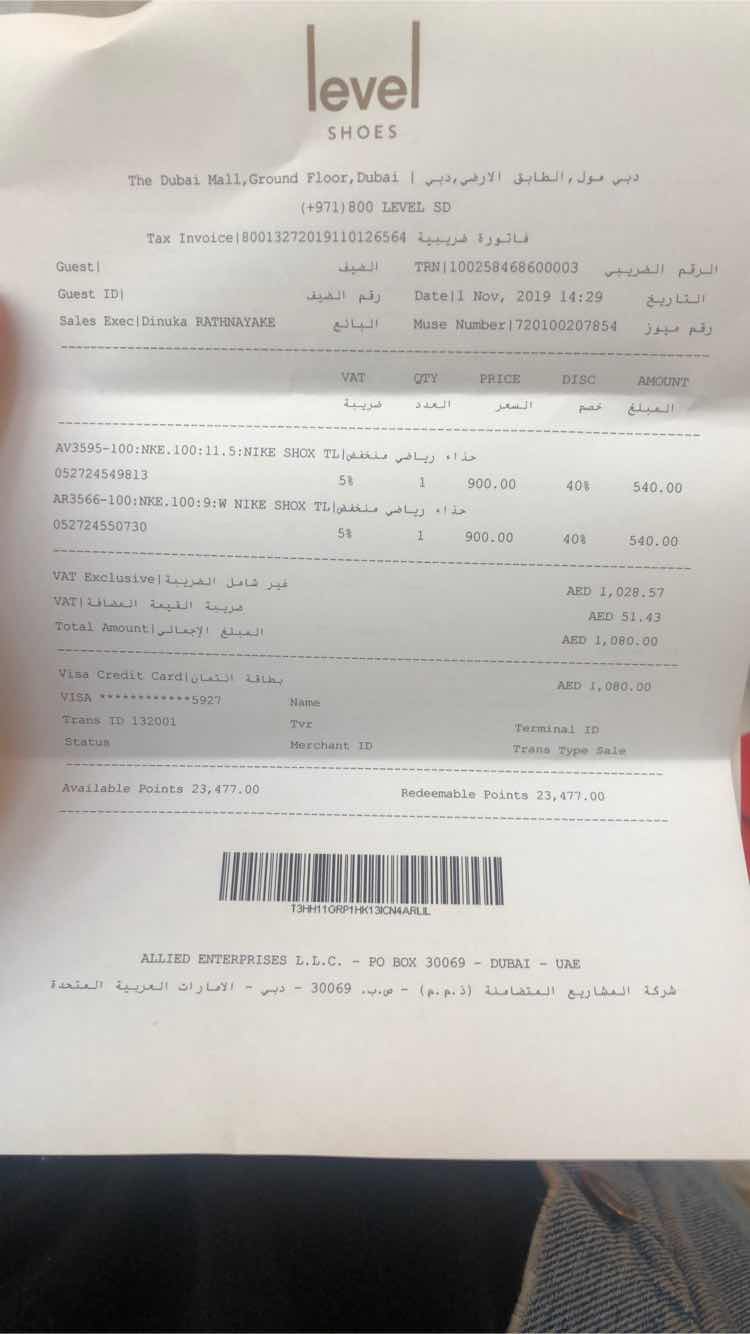 level
SHOES
The Dubai Mall,Ground Floor,Dubai | دبي مول,الطابق الارضي,دبي
(+971)800 LEVEL SD
Tax Invoice|80013272019110126564 فاتورة ضريبية
Guest| الضيف TRN|100258468600003 الرقم الضريبي
Guest ID| رقم الضيف Date|1 Nov, 2019 14:29 التاريخ
Sales Exec|Dinuka RATHNAYAKE البائع Muse Number|720100207854 رقم ميوز
VAT QTY PRICE DISC AMOUNT
ضريبة العدد السعر خصم المبلغ
AV3595-100:NKE.100:11.5:NIKE SHOX TL|حذاء رياضي منخفض
052724549813 5% 1 900.00 40% 540.00
AR3566-100:NKE.100:9:W NIKE SHOX TL|حذاء رياضي منخفض
052724550730 5% 1 900.00 40% 540.00
VAT Exclusive|غير شامل الضريبة AED 1,028.57
VAT|ضريبة القيمة المضافة AED 51.43
Total Amount|المبلغ الإجمالي AED 1,080.00
Visa Credit Card|بطاقة ائتمان AED 1,080.00
VISA ************5927 Name
Trans ID 132001 Tvr Terminal ID
Status Merchant ID Trans Type Sale
Available Points 23,477.00 Redeemable Points 23,477.00
T3HH11GRP1HK13ICN4ARLIL
ALLIED ENTERPRISES L.L.C. - PO BOX 30069 - DUBAI - UAE
شركة المشاريع المتضامنة (ذ.م.م) - ص.ب. 30069 - دبي - الامارات العربية المتحدة